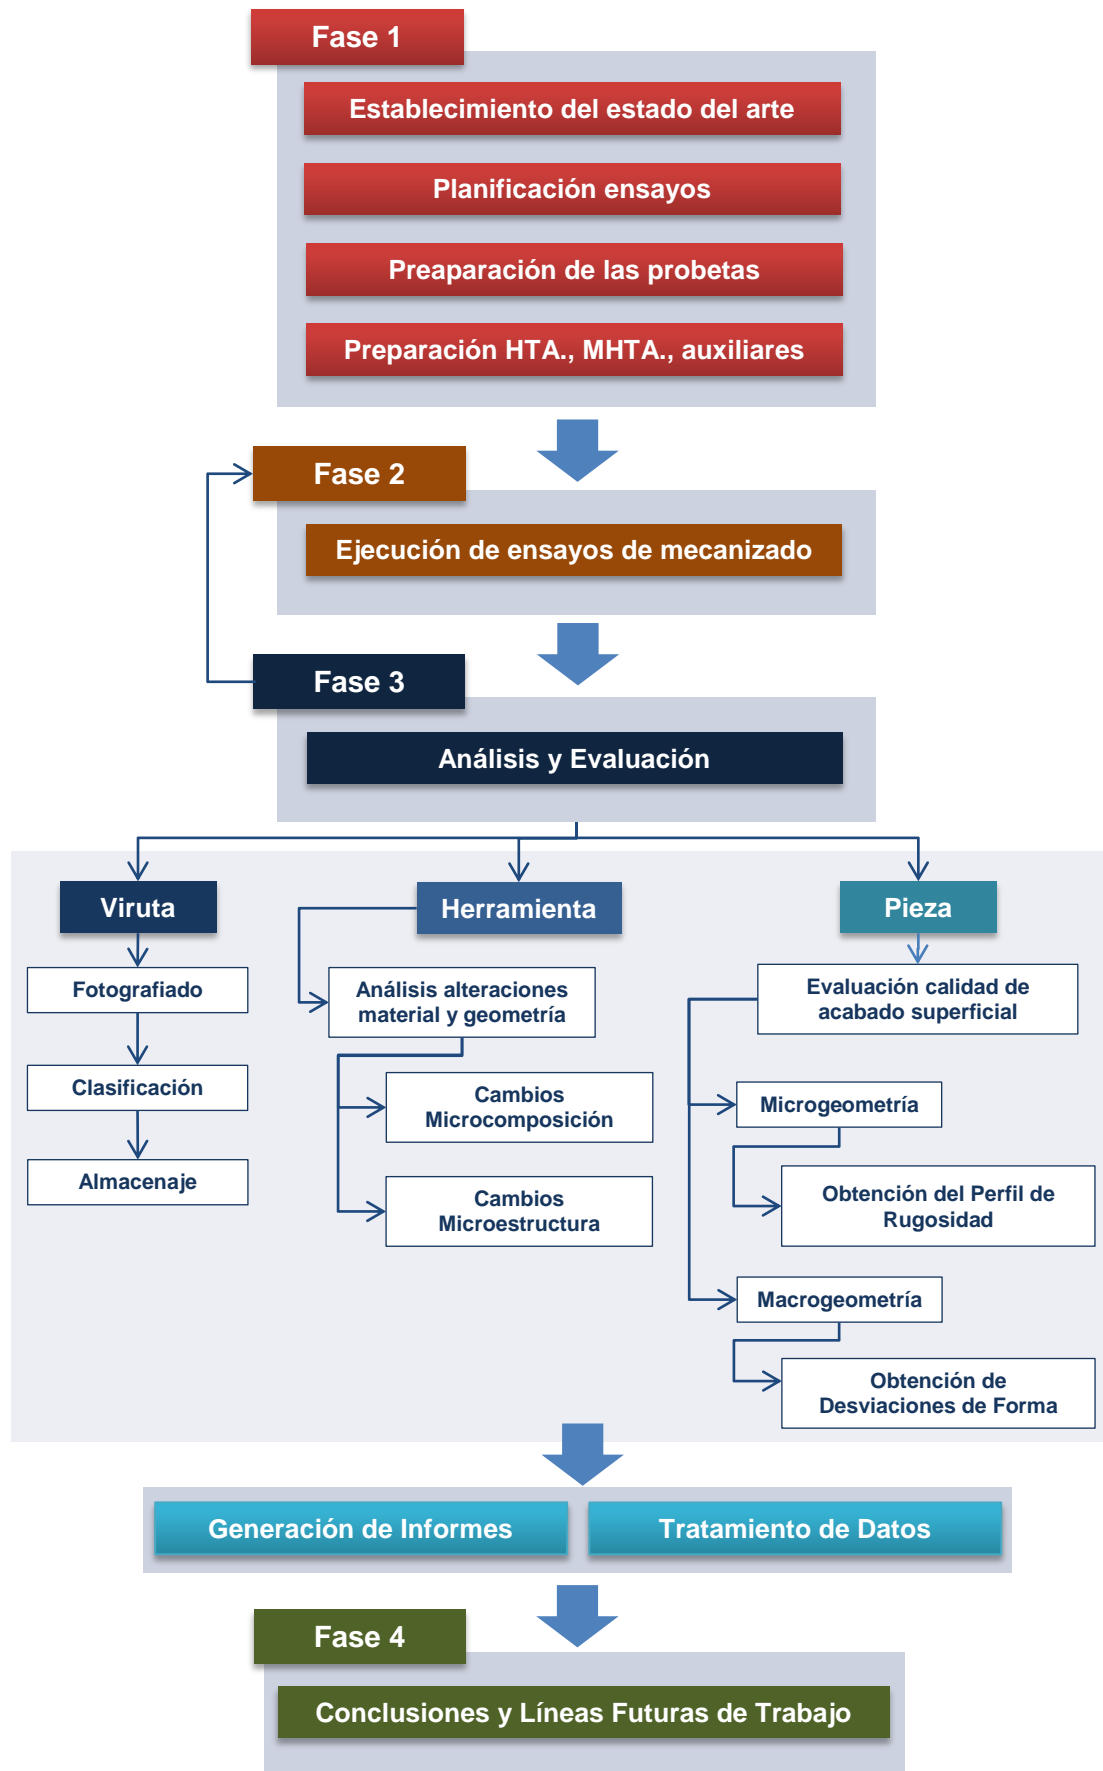 Fase 1
Establecimiento del estado del arte
Planificación ensayos
Preaparación de las probetas
Preparación HTA., MHTA., auxiliares
Fase 2
Ejecución de ensayos de mecanizado
Fase 3
Análisis y Evaluación
Viruta
Fotografiado
Clasificación
Almacenaje
Herramienta
Análisis alteraciones
material y geometría
Cambios
Microcomposición
Cambios
Microestructura
Pieza
Evaluación calidad de
acabado superficial
Microgeometría
Obtención del Perfil de
Rugosidad
Macrogeometría
Obtención de
Desviaciones de Forma
Generación de Informes
Tratamiento de Datos
Fase 4
Conclusiones y Líneas Futuras de Trabajo